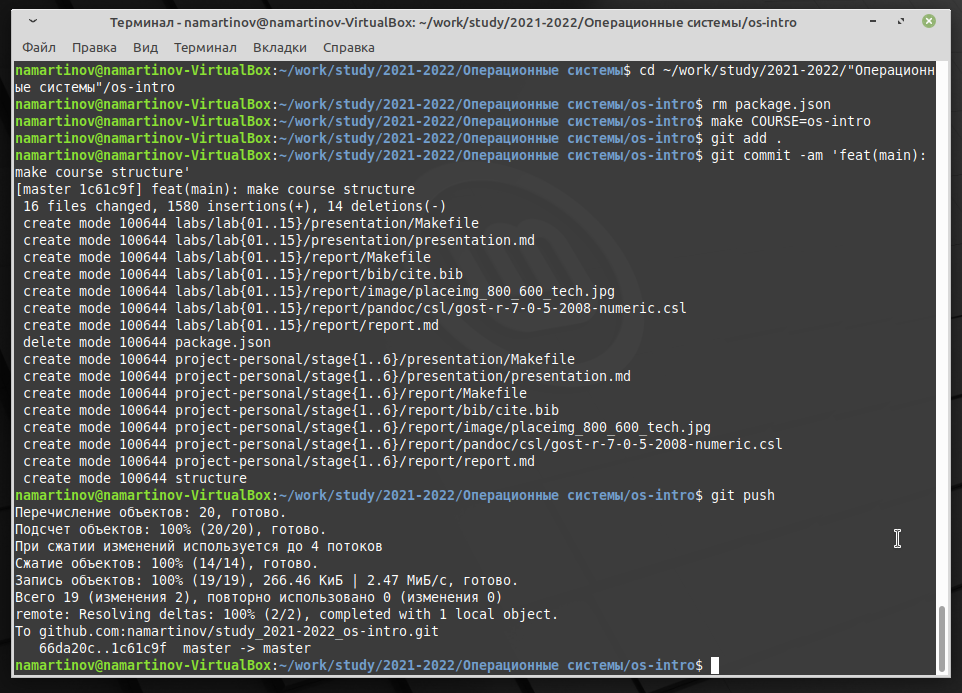 Терминал - namartinov@namartinov-VirtualBox: ~/work/study/2021-2022/Операционные системы/os-intro
Файл Правка Вид Терминал Вкладки Справка
namartinov@namartinov-VirtualBox:~/work/study/2021-2022/Операционные системы$ cd ~/work/study/2021-2022/"Операционн
ые системы"/os-intro
namartinov@namartinov-VirtualBox:~/work/study/2021-2022/Операционные системы/os-intro$ rm package.json
namartinov@namartinov-VirtualBox:~/work/study/2021-2022/Операционные системы/os-intro$ make COURSE=os-intro
namartinov@namartinov-VirtualBox:~/work/study/2021-2022/Операционные системы/os-intro$ git add .
namartinov@namartinov-VirtualBox:~/work/study/2021-2022/Операционные системы/os-intro$ git commit -am 'feat(main):
make course structure'
[master 1c61c9f] feat(main): make course structure
 16 files changed, 1580 insertions(+), 14 deletions(-)
 create mode 100644 labs/lab{01..15}/presentation/Makefile
 create mode 100644 labs/lab{01..15}/presentation/presentation.md
 create mode 100644 labs/lab{01..15}/report/Makefile
 create mode 100644 labs/lab{01..15}/report/bib/cite.bib
 create mode 100644 labs/lab{01..15}/report/image/placeimg_800_600_tech.jpg
 create mode 100644 labs/lab{01..15}/report/pandoc/csl/gost-r-7-0-5-2008-numeric.csl
 create mode 100644 labs/lab{01..15}/report/report.md
 delete mode 100644 package.json
 create mode 100644 project-personal/stage{1..6}/presentation/Makefile
 create mode 100644 project-personal/stage{1..6}/presentation/presentation.md
 create mode 100644 project-personal/stage{1..6}/report/Makefile
 create mode 100644 project-personal/stage{1..6}/report/bib/cite.bib
 create mode 100644 project-personal/stage{1..6}/report/image/placeimg_800_600_tech.jpg
 create mode 100644 project-personal/stage{1..6}/report/pandoc/csl/gost-r-7-0-5-2008-numeric.csl
 create mode 100644 project-personal/stage{1..6}/report/report.md
 create mode 100644 structure
namartinov@namartinov-VirtualBox:~/work/study/2021-2022/Операционные системы/os-intro$ git push
Перечисление объектов: 20, готово.
Подсчет объектов: 100% (20/20), готово.
При сжатии изменений используется до 4 потоков
Сжатие объектов: 100% (14/14), готово.
Запись объектов: 100% (19/19), 266.46 КиБ | 2.47 МиБ/с, готово.
Всего 19 (изменения 2), повторно использовано 0 (изменения 0)
remote: Resolving deltas: 100% (2/2), completed with 1 local object.
To github.com:namartinov/study_2021-2022_os-intro.git
   66da20c..1c61c9f  master -> master
namartinov@namartinov-VirtualBox:~/work/study/2021-2022/Операционные системы/os-intro$